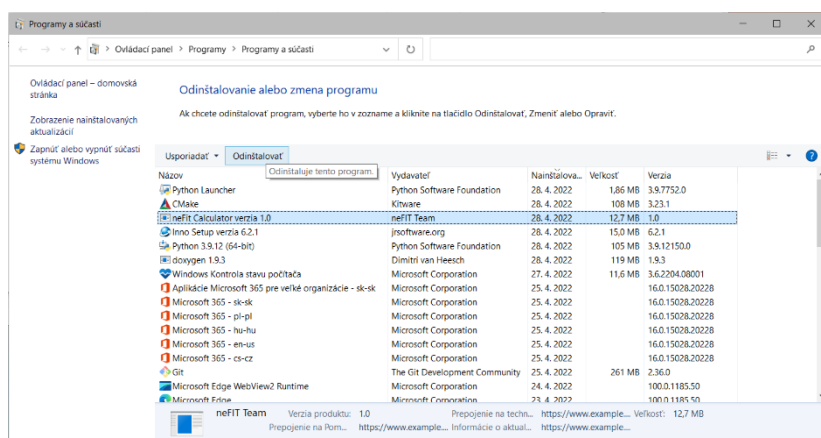 Programy a súčasti
Ovládací panel > Programy > Programy a súčasti
Ovládací panel – domovská stránka
Zobrazenie nainštalovaných aktualizácií
Zapnúť alebo vypnúť súčasti systému Windows
Odinštalovanie alebo zmena programu
Ak chcete odinštalovať program, vyberte ho v zozname a kliknite na tlačidlo Odinštalovať, Zmeniť alebo Opraviť.
Usporiadať Odinštalovať
Odinštaluje tento program.
Názov Vydavateľ Nainštalova... Veľkosť Verzia
Python Launcher Python Software Foundation 28. 4. 2022 1,86 MB 3.9.7752.0
CMake Kitware 28. 4. 2022 108 MB 3.23.1
neFit Calculator verzia 1.0 neFIT Team 28. 4. 2022 12,7 MB 1.0
Inno Setup verzia 6.2.1 jrsoftware.org 28. 4. 2022 15,0 MB 6.2.1
Python 3.9.12 (64-bit) Python Software Foundation 28. 4. 2022 105 MB 3.9.12150.0
doxygen 1.9.3 Dimitri van Heesch 28. 4. 2022 119 MB 1.9.3
Windows Kontrola stavu počítača Microsoft Corporation 27. 4. 2022 11,6 MB 3.6.2204.08001
Aplikácie Microsoft 365 pre veľké organizácie - sk-sk Microsoft Corporation 25. 4. 2022 16.0.15028.20228
Microsoft 365 - sk-sk Microsoft Corporation 25. 4. 2022 16.0.15028.20228
Microsoft 365 - pl-pl Microsoft Corporation 25. 4. 2022 16.0.15028.20228
Microsoft 365 - hu-hu Microsoft Corporation 25. 4. 2022 16.0.15028.20228
Microsoft 365 - en-us Microsoft Corporation 25. 4. 2022 16.0.15028.20228
Microsoft 365 - cs-cz Microsoft Corporation 25. 4. 2022 16.0.15028.20228
Git The Git Development Community 25. 4. 2022 261 MB 2.36.0
Microsoft Edge WebView2 Runtime Microsoft Corporation 24. 4. 2022 100.0.1185.50
Microsoft Edge Microsoft Corporation 23. 4. 2022 100.0.1185.50
neFIT Team Verzia produktu: 1.0 Prepojenie na techn... https://www.example... Veľkosť: 12,7 MB
Prepojenie na Pom... https://www.example... Informácie o aktual... https://www.example...